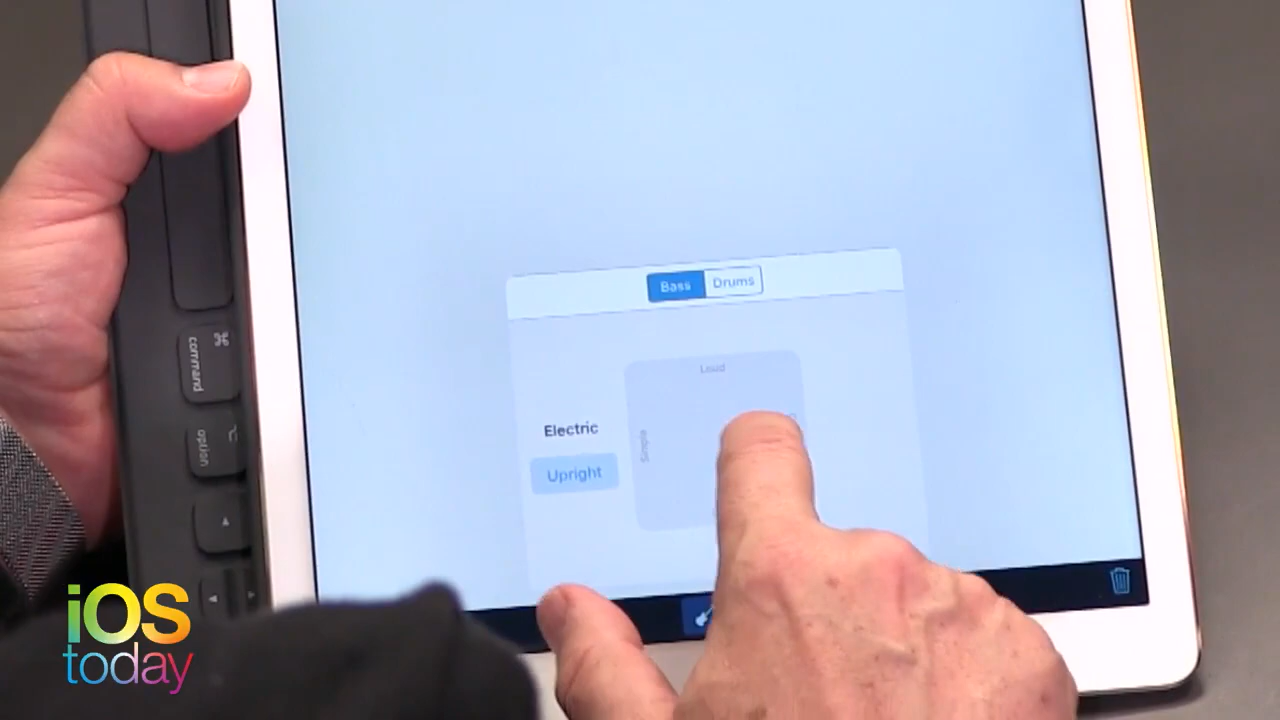 Bass Drums
Loud
Simple
Electric
Upright
⌘
command
option
iOS
today